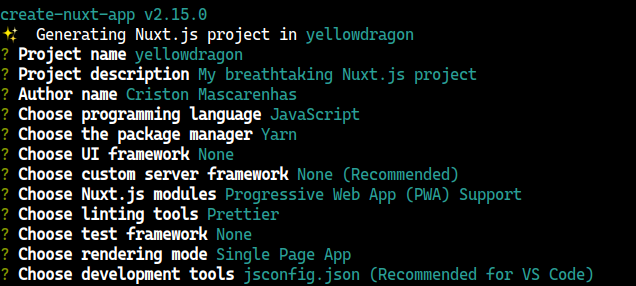 create-nuxt-app v2.15.0
✨ Generating Nuxt.js project in yellowdragon
? Project name yellowdragon
? Project description My breathtaking Nuxt.js project
? Author name Criston Mascarenhas
? Choose programming language JavaScript
? Choose the package manager Yarn
? Choose UI framework None
? Choose custom server framework None (Recommended)
? Choose Nuxt.js modules Progressive Web App (PWA) Support
? Choose linting tools Prettier
? Choose test framework None
? Choose rendering mode Single Page App
? Choose development tools jsconfig.json (Recommended for VS Code)